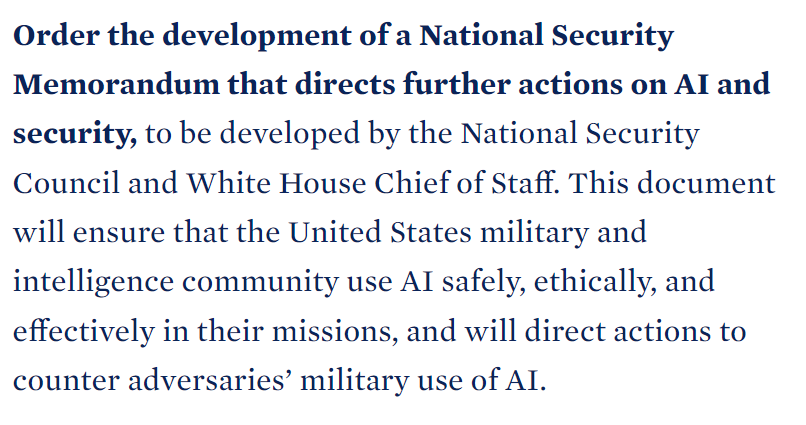 Order the development of a National Security
Memorandum that directs further actions on AI and
security, to be developed by the National Security
Council and White House Chief of Staff. This document
will ensure that the United States military and
intelligence community use AI safely, ethically, and
effectively in their missions, and will direct actions to
counter adversaries’ military use of AI.